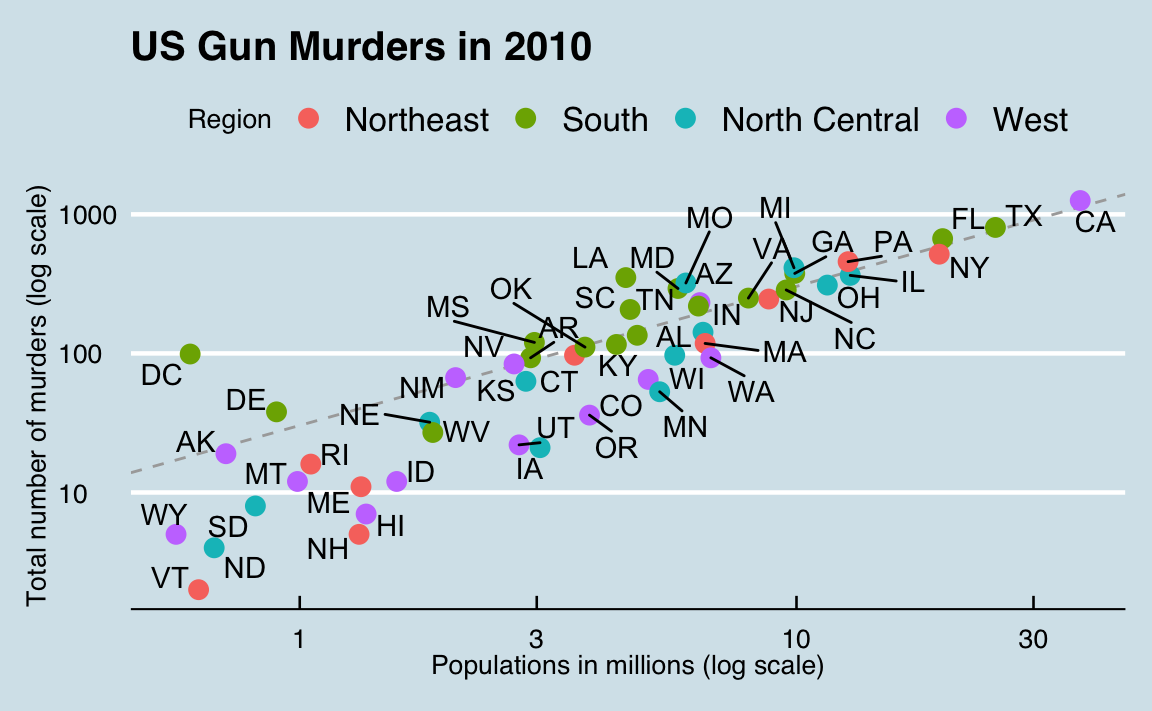 US Gun Murders in 2010
Region Northeast South North Central West
Total number of murders (log scale)
1000
100
10
MO MI
LA MD VA GA PA FL TX CA
OK SC TN AZ IL NY
MS AR IN NJ OH
NV AL NC
DC KY MA
NM KS CT WI WA
DE NE CO
WV UT OR MN
AK RI IA
MT ID
ME
WY SD HI
NH
VT ND
1 3 10 30
Populations in millions (log scale)